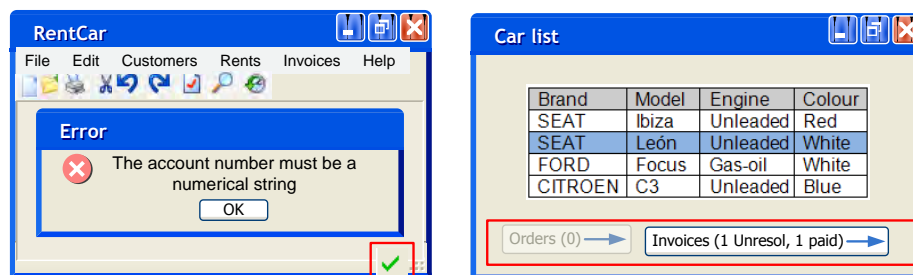 RentCar
File Edit Customers Rents Invoices Help
Error
The account number must be a
numerical string
OK
Car list
Brand Model Engine Colour
SEAT Ibiza Unleaded Red
SEAT León Unleaded White
FORD Focus Gas-oil White
CITROEN C3 Unleaded Blue
Orders (0)
Invoices (1 Unresol, 1 paid)